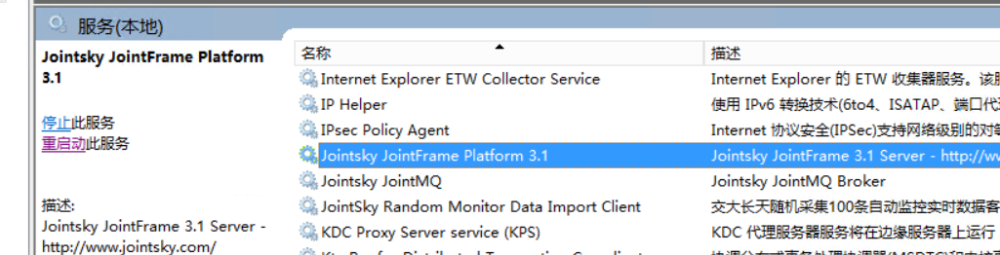 服务(本地)
Jointsky JointFrame Platform 3.1
停止此服务
重启动此服务
描述:
Jointsky JointFrame 3.1 Server -
http://www.jointsky.com/
名称 描述
Internet Explorer ETW Collector Service Internet Explorer 的 ETW 收集器服务。该服
IP Helper 使用 IPv6 转换技术(6to4、ISATAP、端口代
IPsec Policy Agent Internet 协议安全(IPSec)支持网络级别的对等
Jointsky JointFrame Platform 3.1 Jointsky JointFrame 3.1 Server - http://ww
Jointsky JointMQ Jointsky JointMQ Broker
JointSky Random Monitor Data Import Client 交大长天随机采集100条自动监控实时数据客
KDC Proxy Server service (KPS) KDC 代理服务器服务将在边缘服务器上运行